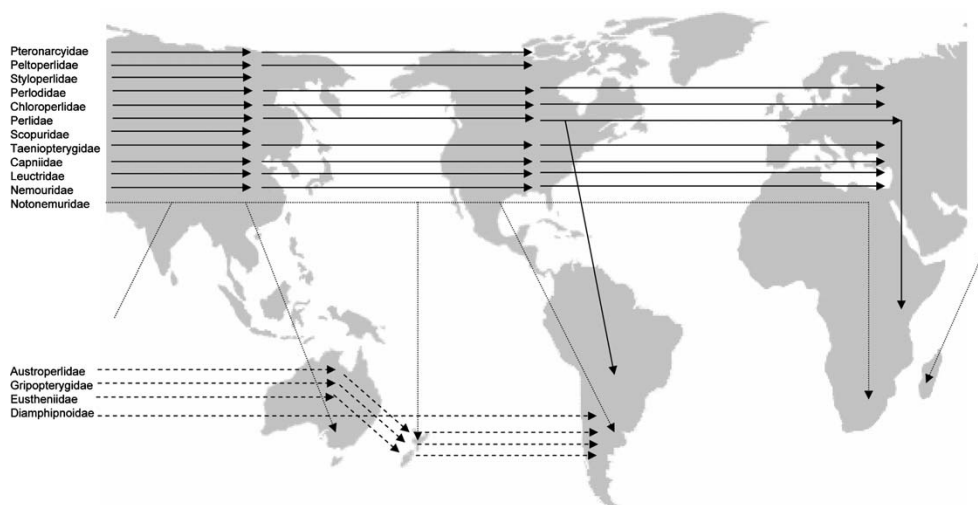 Pteronarcyidae
Peltoperlidae
Styloperlidae
Perlodidae
Chloroperlidae
Perlidae
Scopuridae
Taeniopterygidae
Capniidae
Leuctridae
Nemouridae
Notonemuridae
Austroperlidae
Gripopterygidae
Eustheniidae
Diamphipnoidae